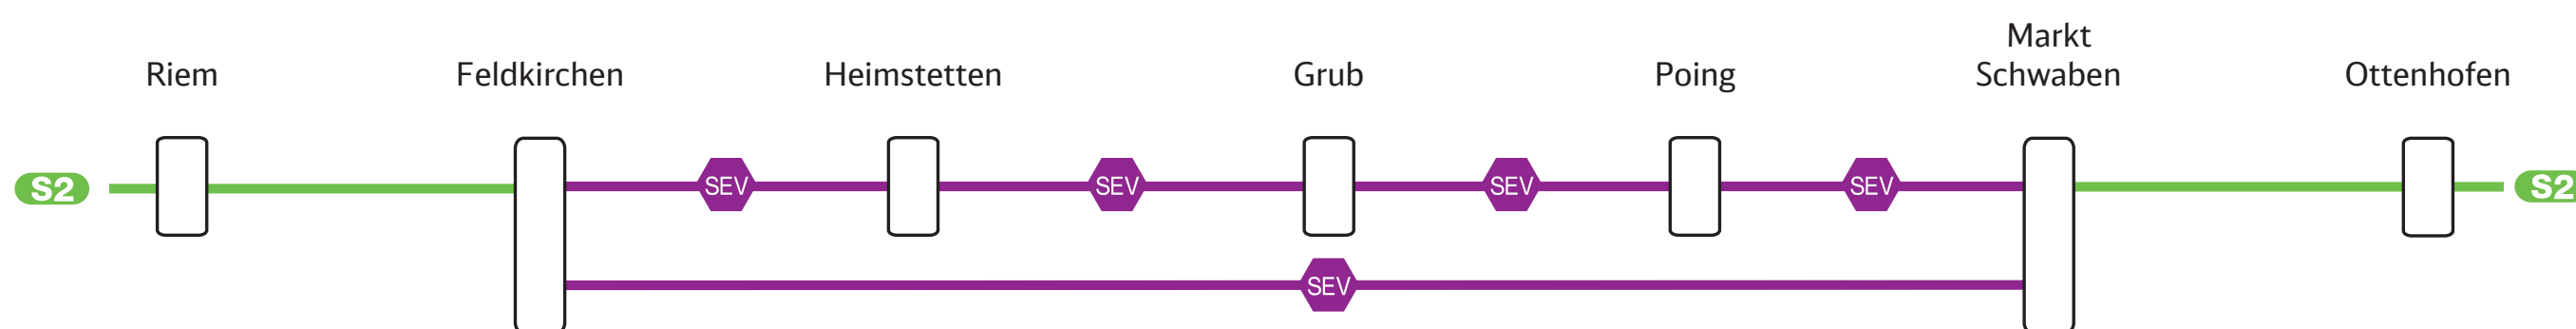 Riem
Feldkirchen
Heimstetten
Grub
Poing
Markt
Schwaben
Ottenhofen
S2
SEV
SEV
SEV
SEV
S2
SEV